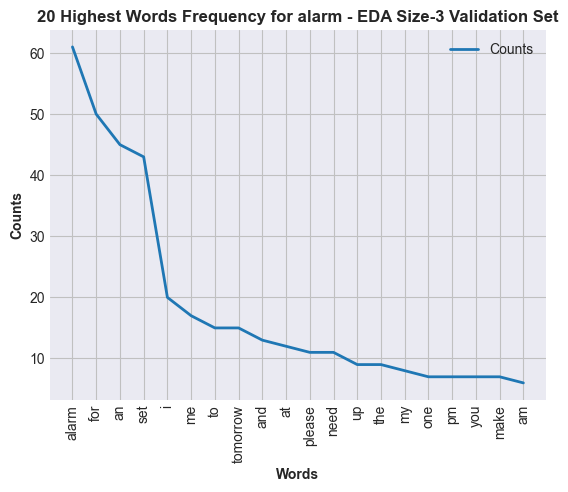 20 Highest Words Frequency for alarm - EDA Size-3 Validation Set
Counts
Counts
60
50
40
30
20
10
alarm
for
an
set
i
me
to
tomorrow
and
at
please
need
up
the
my
one
pm
you
make
am
Words